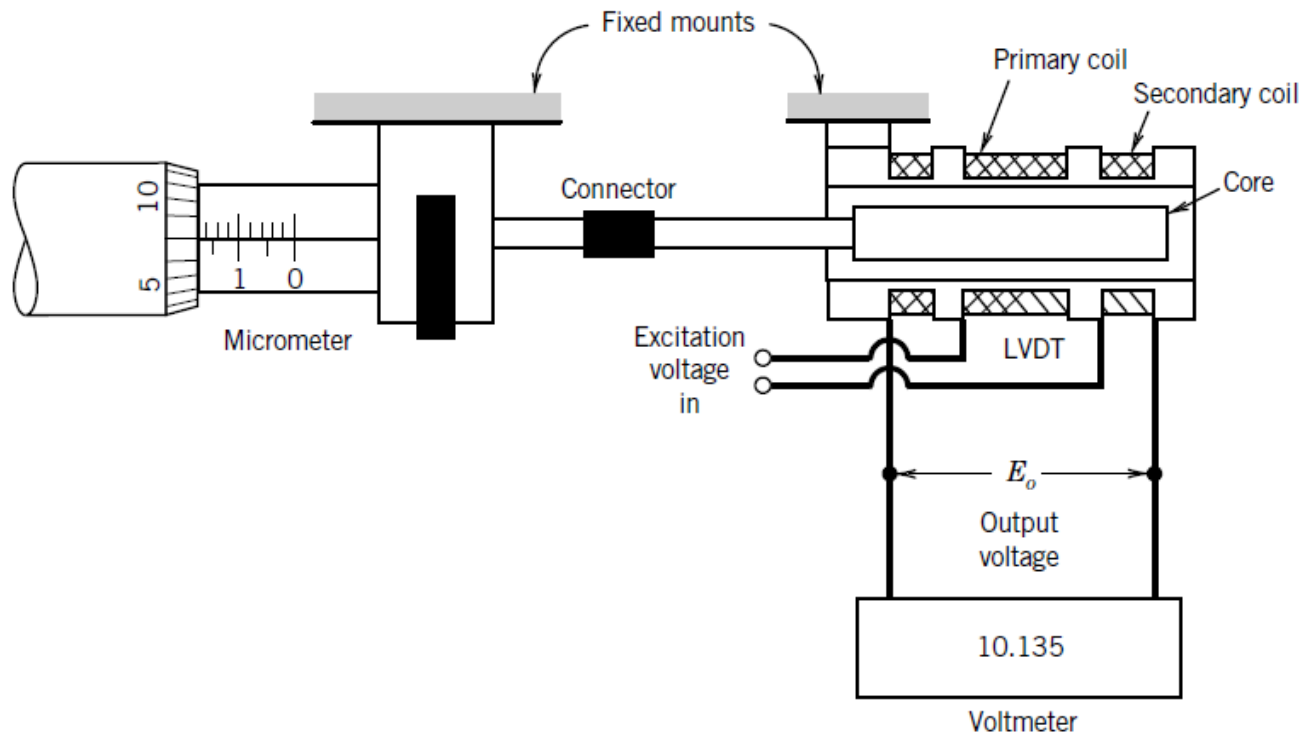 Fixed mounts
Primary coil
Secondary coil
Connector
Core
10
5
1 0
Micrometer
Excitation
voltage
in
LVDT
E_o
Output
voltage
10.135
Voltmeter